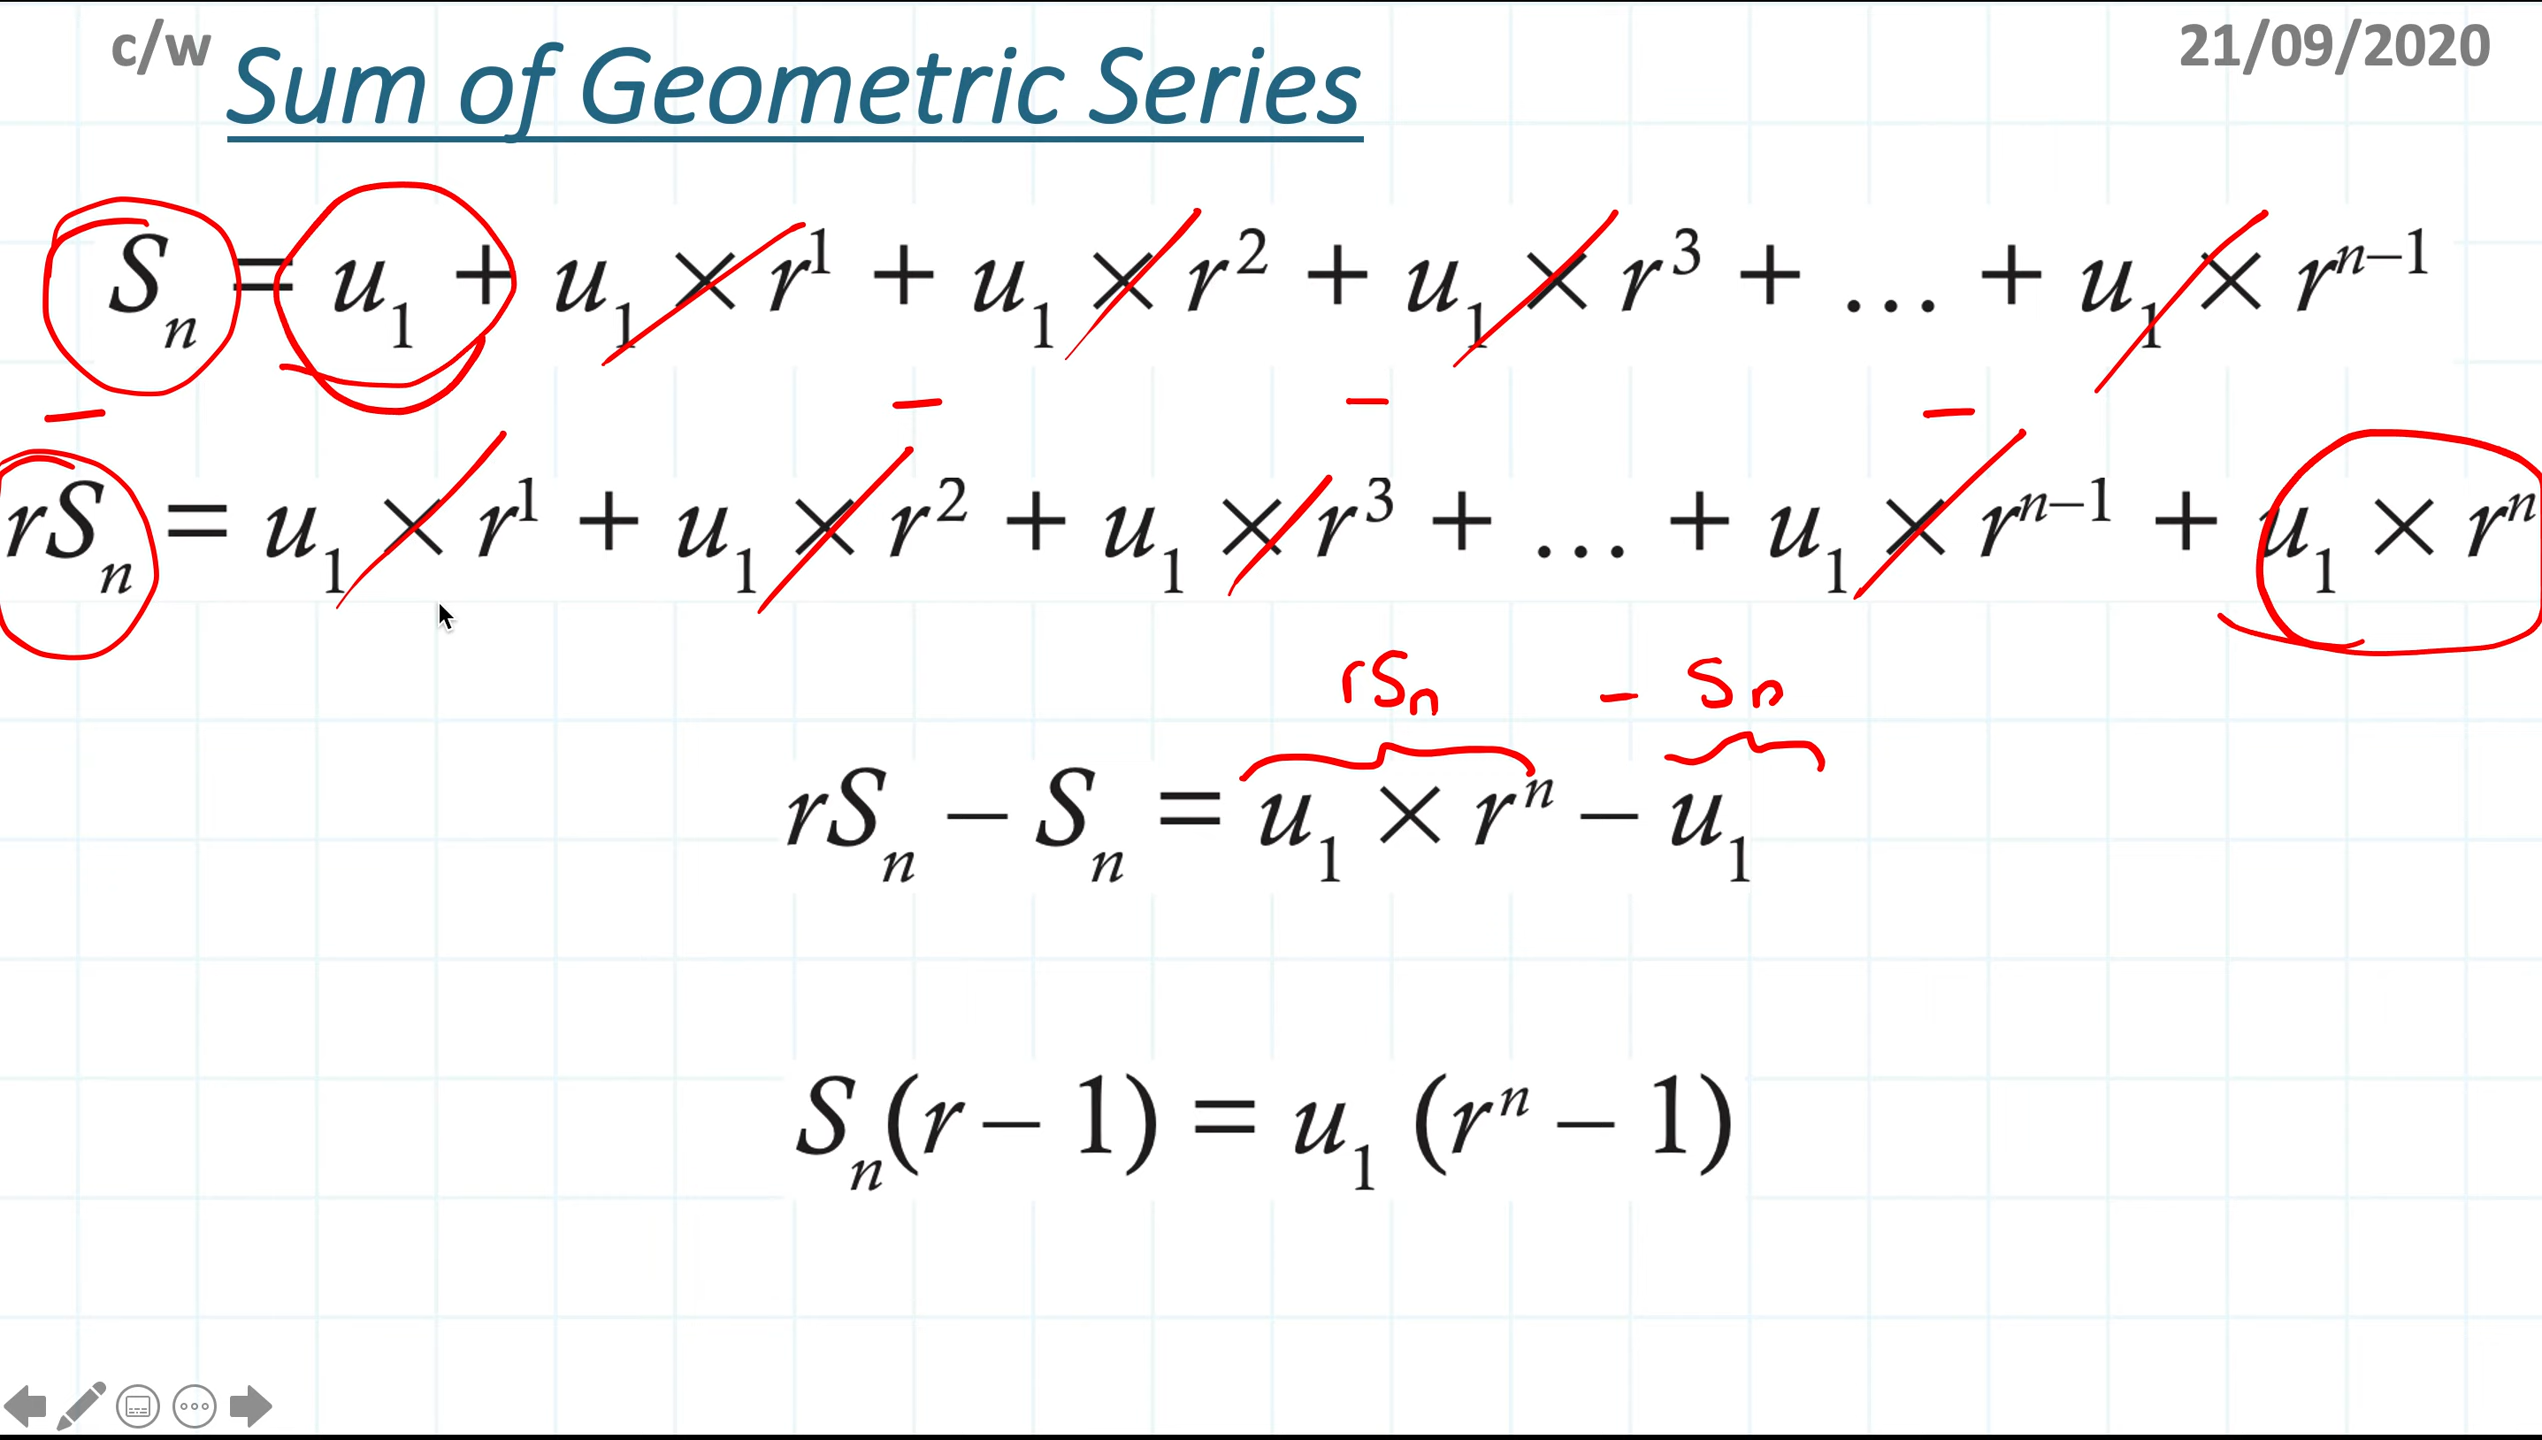 c/w Sum of Geometric Series 21/09/2020
Sₙ = u₁ + u₁ × r¹ + u₁ × r² + u₁ × r³ + … + u₁ × rⁿ⁻¹
− − − −
rSₙ = u₁ × r¹ + u₁ × r² + u₁ × r³ + … + u₁ × rⁿ⁻¹ + u₁ × rⁿ
rSₙ − Sₙ
rSₙ − Sₙ = u₁ × rⁿ − u₁
Sₙ(r − 1) = u₁ (rⁿ − 1)